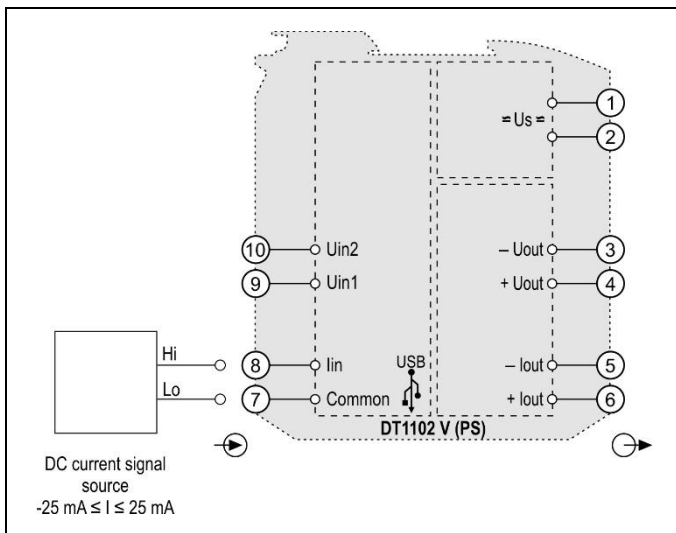 1
≂ Us ≂
2
10
Uin2
– Uout
3
9
Uin1
+ Uout
4
Hi
8
Iin
USB
– Iout
5
Lo
7
Common
+ Iout
6
DT1102 V (PS)
DC current signal
source
-25 mA ≤ I ≤ 25 mA